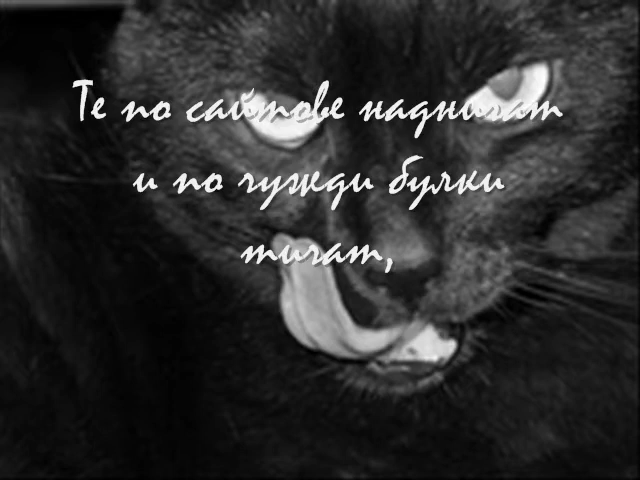 Те по сайтове надничат
и по чужди булки
тичат,